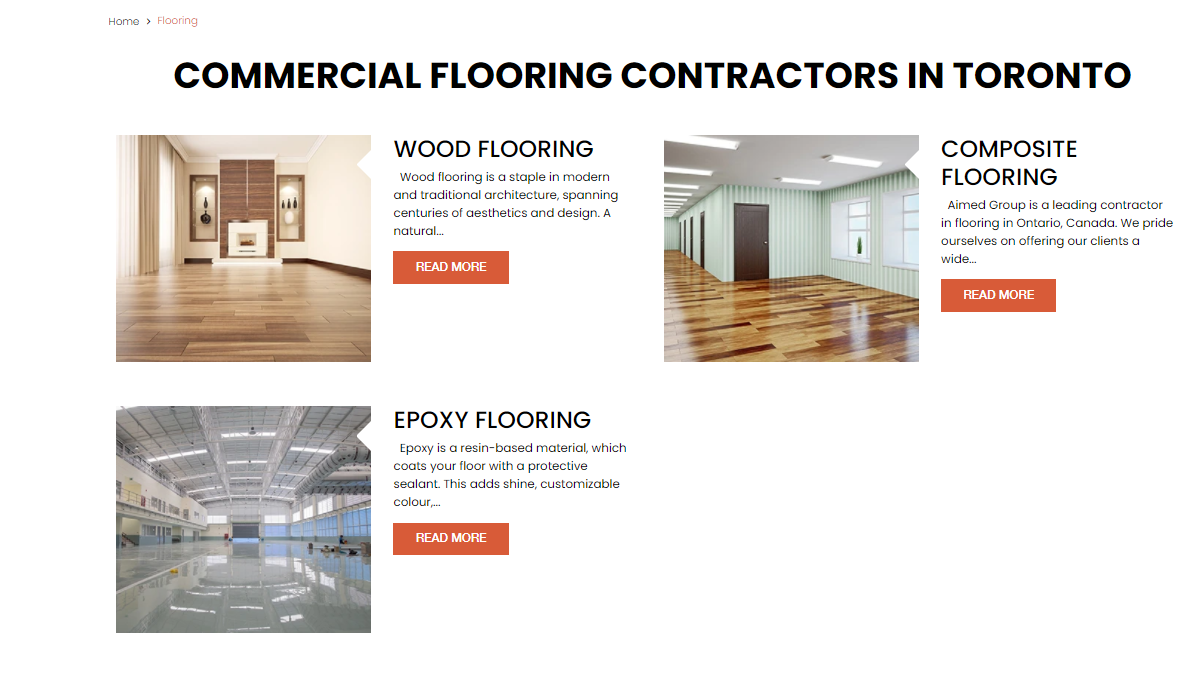 Home > Flooring
COMMERCIAL FLOORING CONTRACTORS IN TORONTO
WOOD FLOORING
Wood flooring is a staple in modern
and traditional architecture, spanning
centuries of aesthetics and design. A
natural...
READ MORE
COMPOSITE
FLOORING
Aimed Group is a leading contractor
in flooring in Ontario, Canada. We pride
ourselves on offering our clients a
wide...
READ MORE
EPOXY FLOORING
Epoxy is a resin-based material, which
coats your floor with a protective
sealant. This adds shine, customizable
colour,...
READ MORE